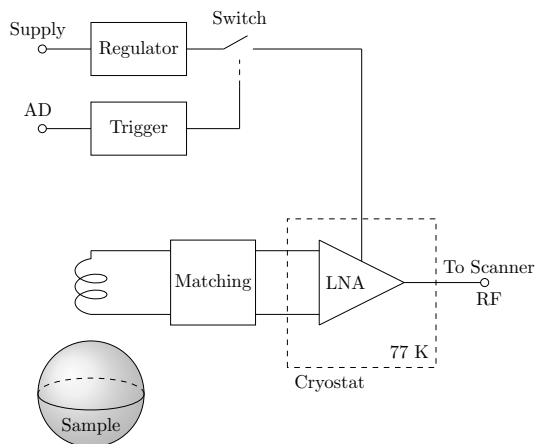 Switch
Supply
Regulator
AD
Trigger
Matching
LNA
To Scanner
RF
77 K
Cryostat
Sample